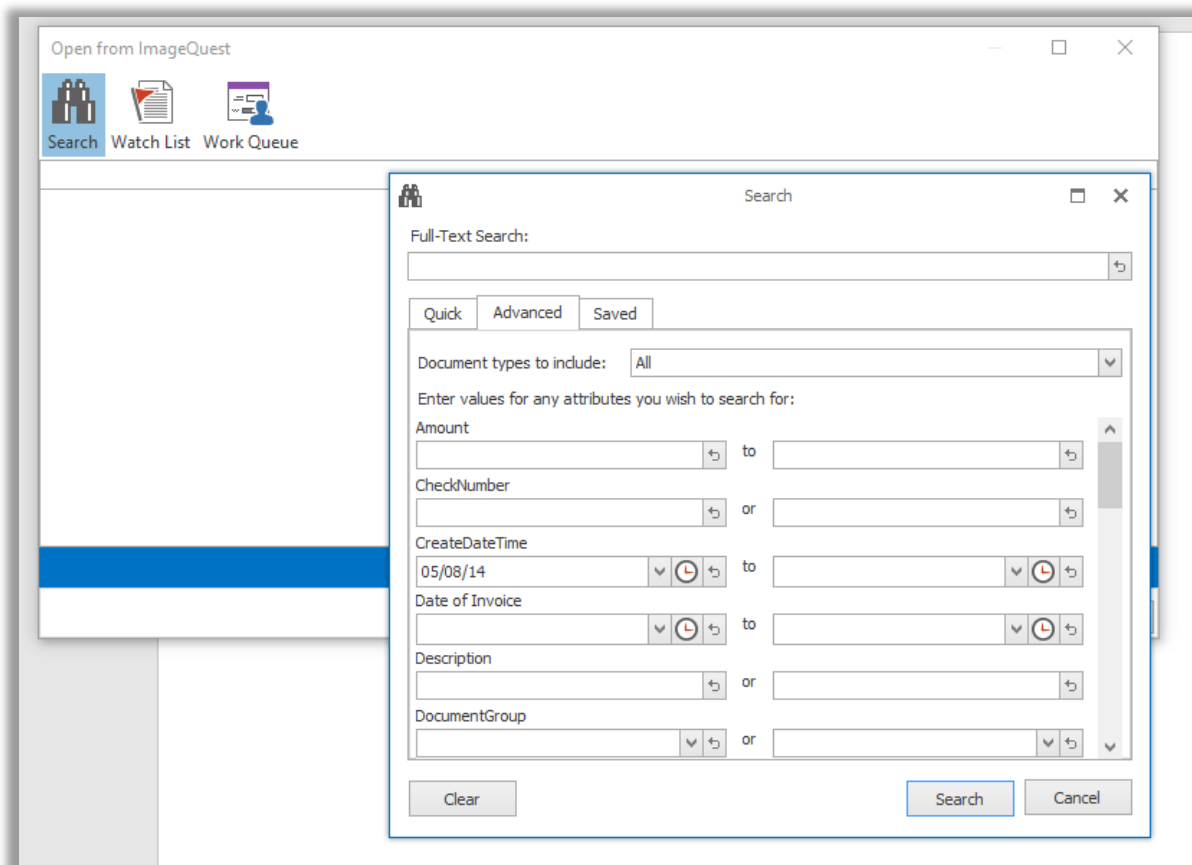 Open from ImageQuest
Search Watch List Work Queue
Search
Full-Text Search:
Quick Advanced Saved
Document types to include: All
Enter values for any attributes you wish to search for:
Amount
to
CheckNumber
or
CreateDateTime
05/08/14 to
Date of Invoice
to
Description
or
DocumentGroup
or
Clear Search Cancel